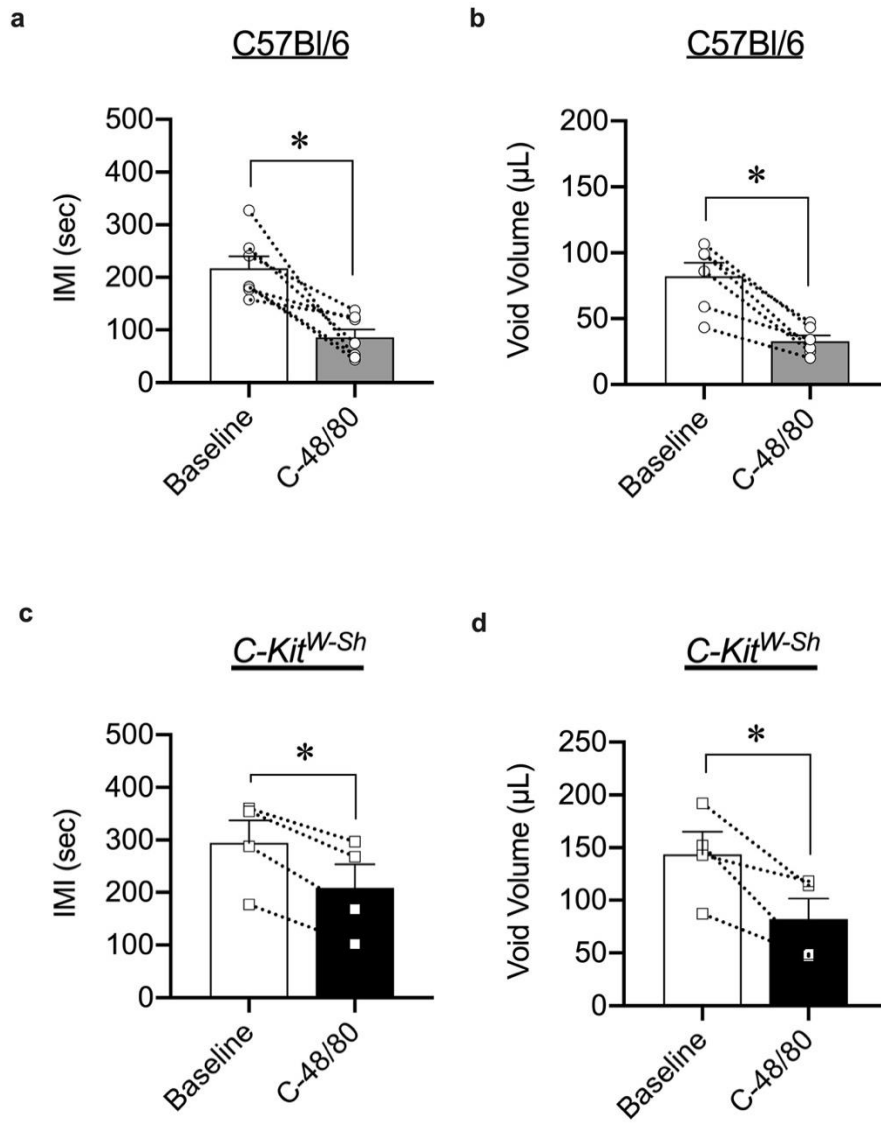 a
C57Bl/6
IMI (sec)
500
400
300
200
100
0
*
Baseline
C-48/80
b
C57Bl/6
Void Volume (µL)
200
150
100
50
0
*
Baseline
C-48/80
c
C-Kit^W-Sh
IMI (sec)
500
400
300
200
100
0
*
Baseline
C-48/80
d
C-Kit^W-Sh
Void Volume (µL)
250
200
150
100
50
0
*
Baseline
C-48/80